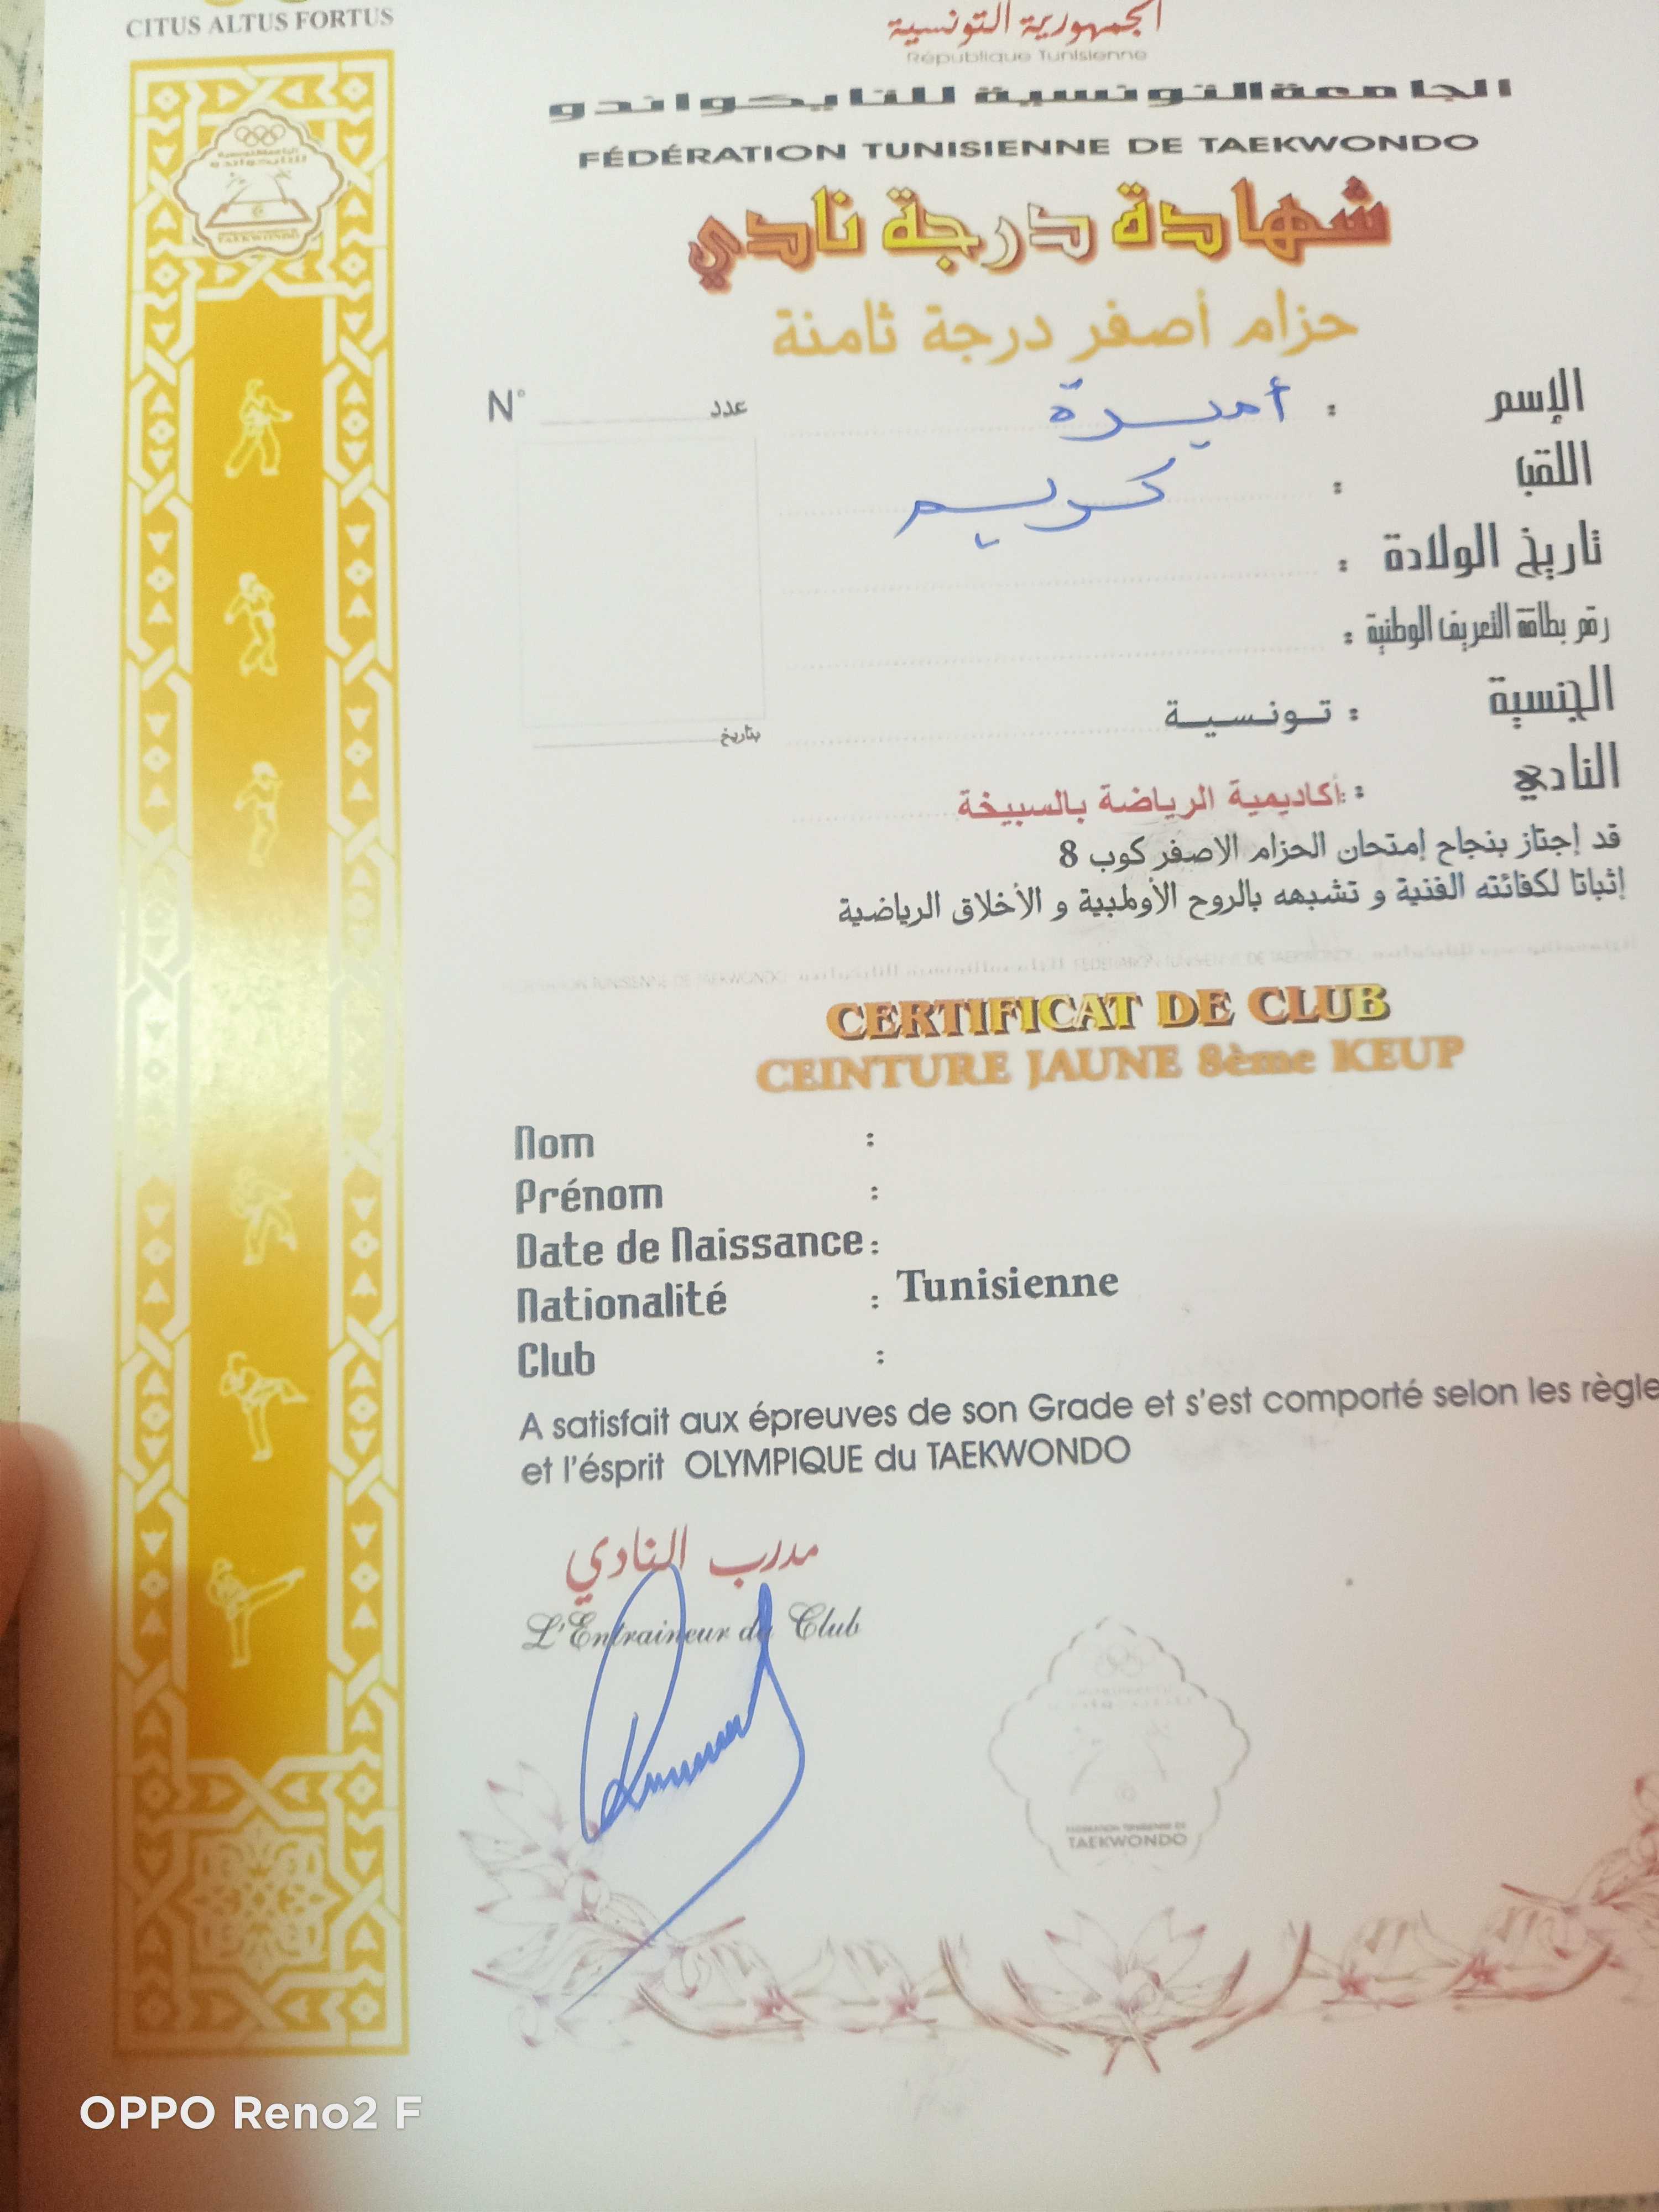 CITUS ALTUS FORTUS
الجمهورية التونسية
République Tunisienne
الجامعة التونسية للتايكواندو
FÉDÉRATION TUNISIENNE DE TAEKWONDO
شهادة درجة نادي
حزام أصفر درجة ثامنة
N° عدد
الإسم : أميرة
اللقب : كريم
تاريخ الولادة :
رقم بطاقة التعريف الوطنية :
الجنسية : تونسية
بتاريخ
النادي : أكاديمية الرياضة بالسبيخة
قد إجتاز بنجاح إمتحان الحزام الاصفر كوب 8
إثباتا لكفائته الفنية و تشبهه بالروح الأولمبية و الأخلاق الرياضية
CERTIFICAT DE CLUB
CEINTURE JAUNE 8ème KEUP
Nom :
Prénom :
Date de Naissance :
Nationalité : Tunisienne
Club :
A satisfait aux épreuves de son Grade et s'est comporté selon les règle
et l'ésprit OLYMPIQUE du TAEKWONDO
مدرب النادي
L'Entraineur du Club
FEDERATION TUNISIENNE DE
TAEKWONDO
OPPO Reno2 F